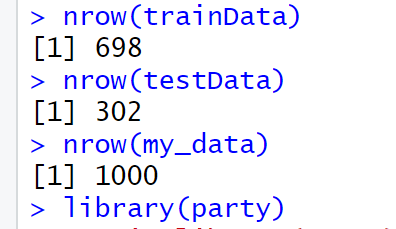 > nrow(trainData)
[1] 698
> nrow(testData)
[1] 302
> nrow(my_data)
[1] 1000
> library(party)